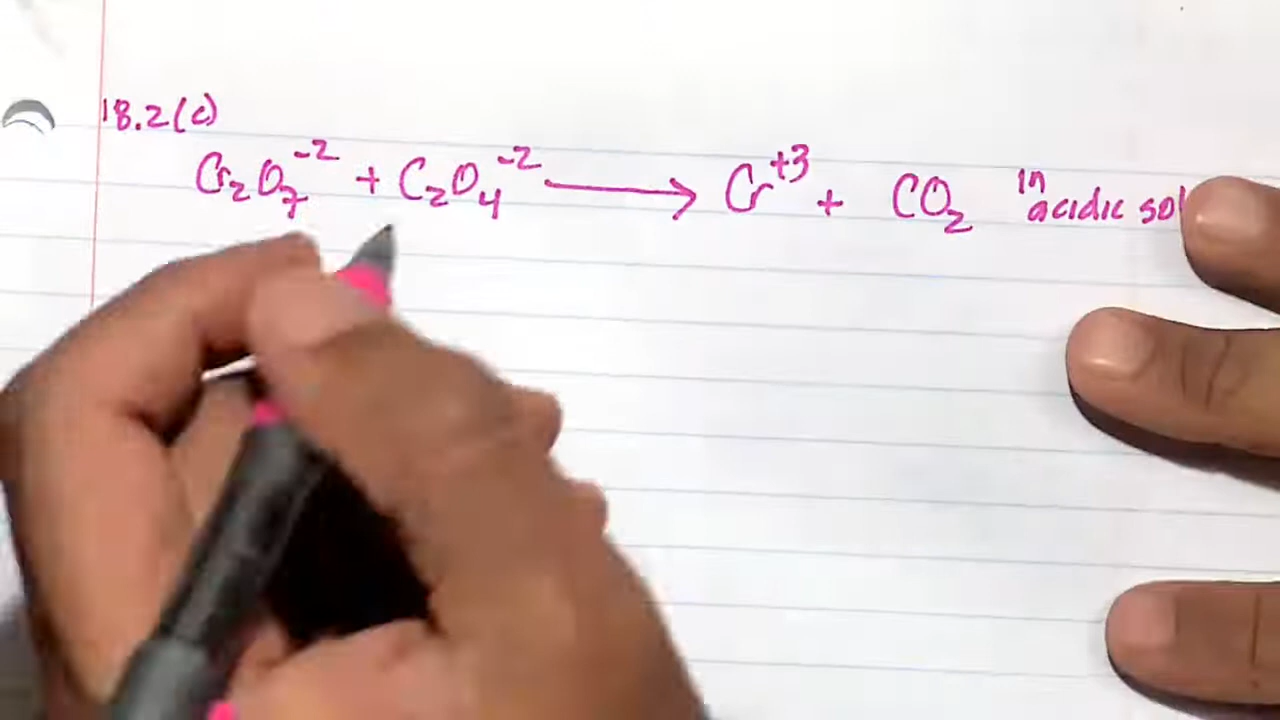 18.2(c)
Cr₂O₇⁻² + C₂O₄⁻² ⟶ Cr⁺³ + CO₂ in acidic sol